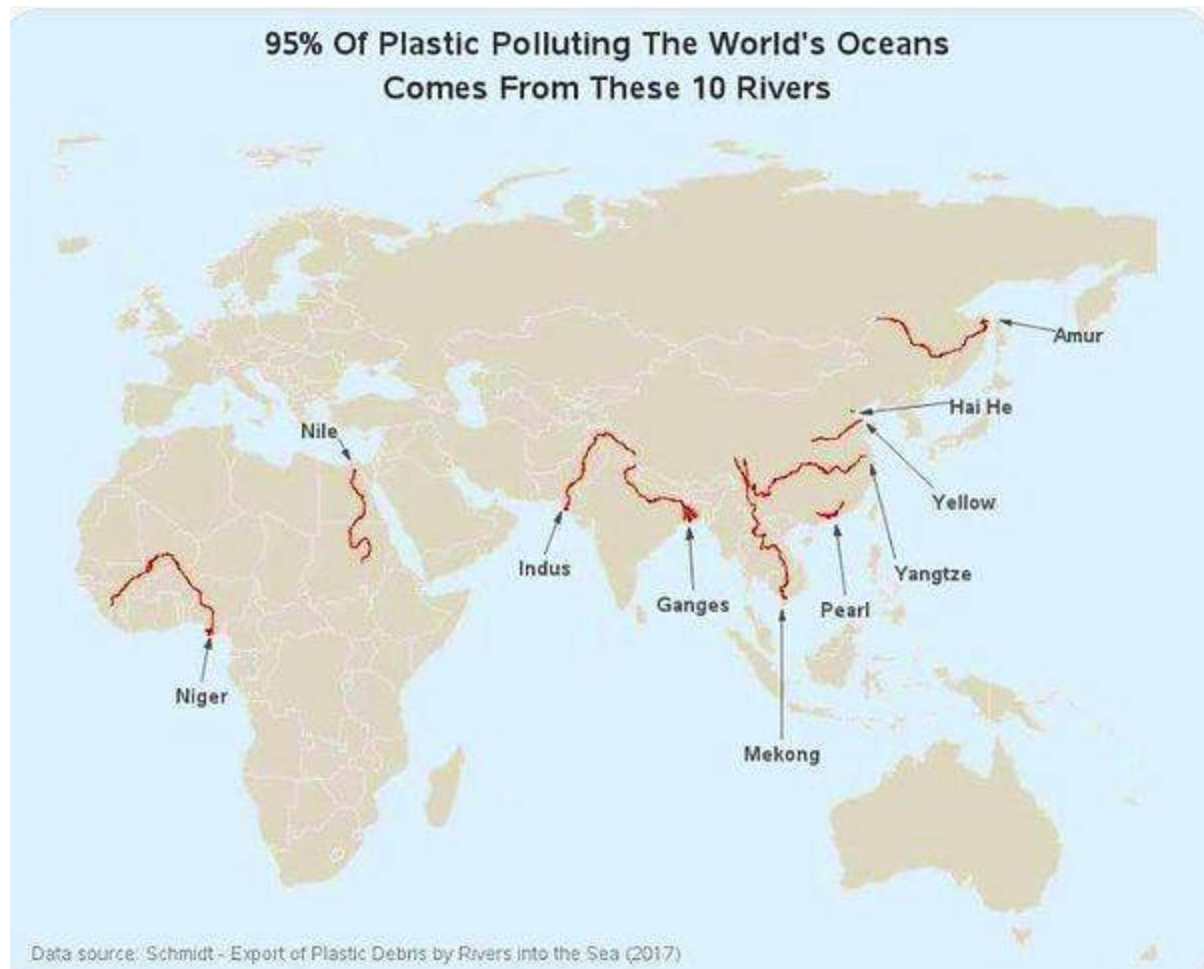 95% Of Plastic Polluting The World's Oceans
Comes From These 10 Rivers
Amur
Hai He
Nile
Yellow
Indus
Yangtze
Ganges
Pearl
Niger
Mekong
Data source: Schmidt - Export of Plastic Debris by Rivers into the Sea (2017)